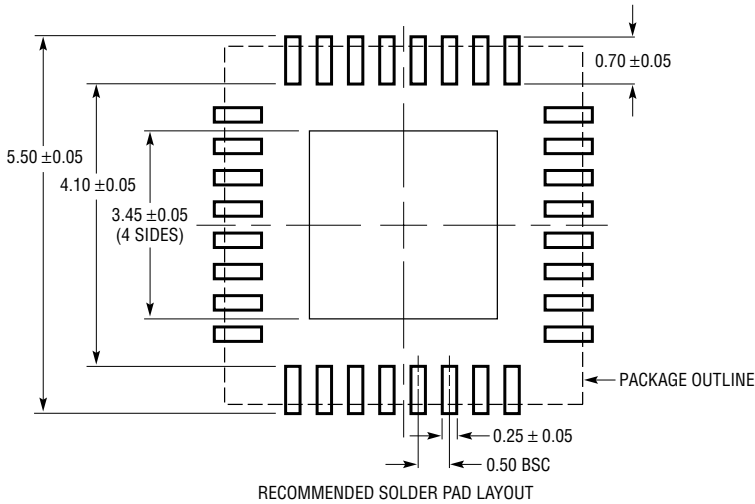 0.70 ±0.05
5.50 ±0.05
4.10 ±0.05
3.45 ±0.05
(4 SIDES)
PACKAGE OUTLINE
0.25 ± 0.05
0.50 BSC
RECOMMENDED SOLDER PAD LAYOUT